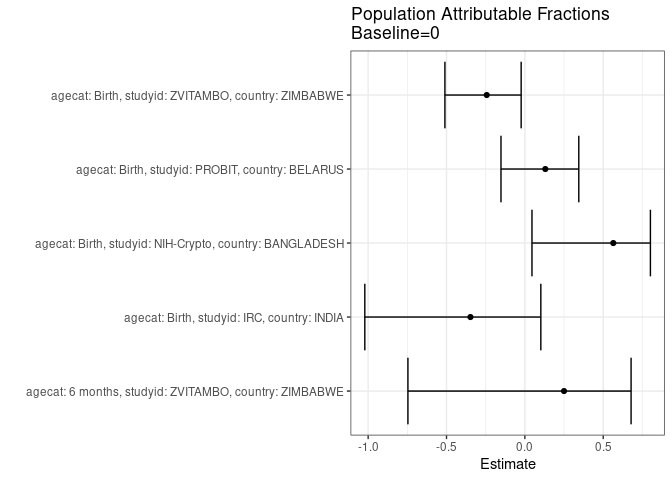 Population Attributable Fractions
Baseline=0
agecat: Birth, studyid: ZVITAMBO, country: ZIMBABWE
agecat: Birth, studyid: PROBIT, country: BELARUS
agecat: Birth, studyid: NIH-Crypto, country: BANGLADESH
agecat: Birth, studyid: IRC, country: INDIA
agecat: 6 months, studyid: ZVITAMBO, country: ZIMBABWE
-1.0 -0.5 0.0 0.5
Estimate